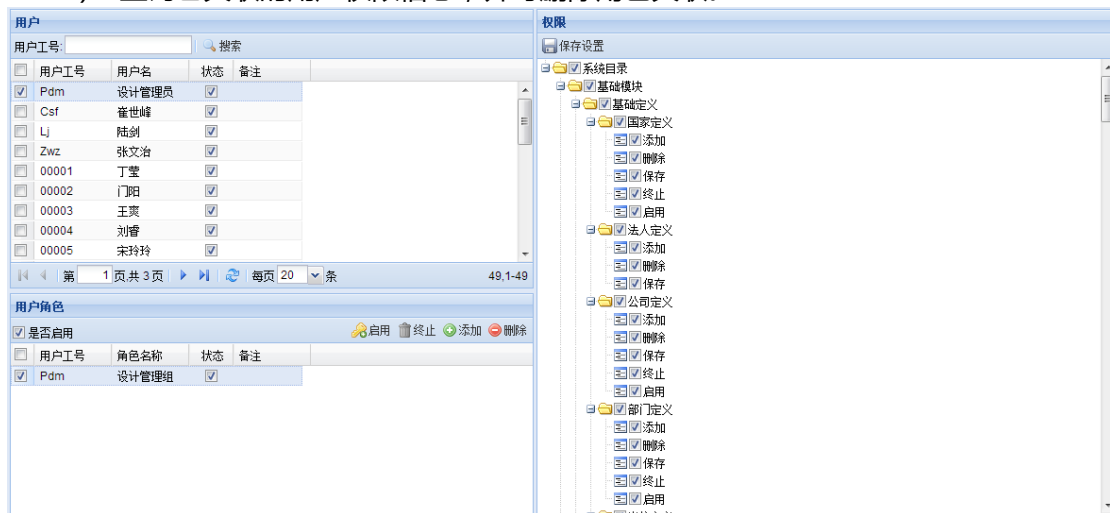 用户
用户工号: 搜索
用户工号 用户名 状态 备注
Pdm 设计管理员
Csf 崔世峰
Lj 陆剑
Zwz 张文治
00001 丁莹
00002 门阳
00003 王爽
00004 刘睿
00005 宋玲玲
第 1 页,共 3 页 每页 20 条 49,1-49
用户角色
是否启用 启用 终止 添加 删除
用户工号 角色名称 状态 备注
Pdm 设计管理组
权限
保存设置
系统目录
基础模块
基础定义
国家定义
添加
删除
保存
终止
启用
法人定义
添加
删除
保存
公司定义
添加
删除
保存
终止
启用
部门定义
添加
删除
保存
终止
启用